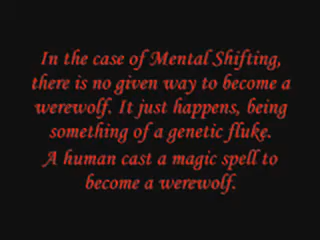 In the case of Mental Shifting,
there is no given way to become a
werewolf. It just happens, being
something of a genetic fluke.
A human cast a magic spell to
become a werewolf.